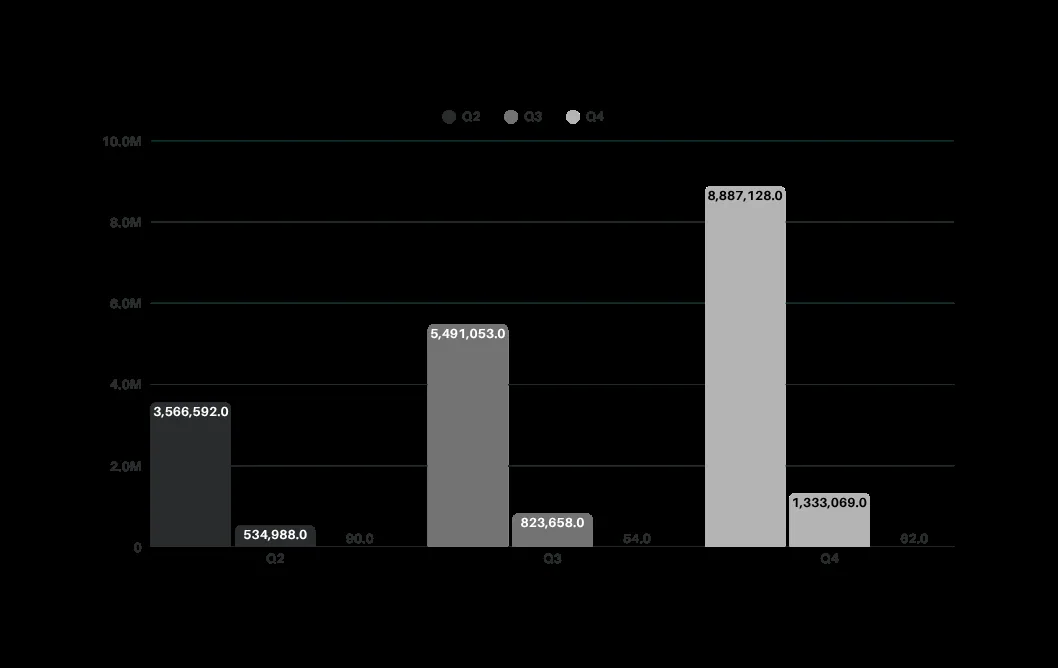 Q2 Q3 Q4
10.0M
8,887,128.0
8.0M
6.0M
5,491,053.0
4.0M
3,566,592.0
2.0M
1,333,069.0
823,658.0
534,988.0
90.0 54.0 62.0
0
Q2 Q3 Q4